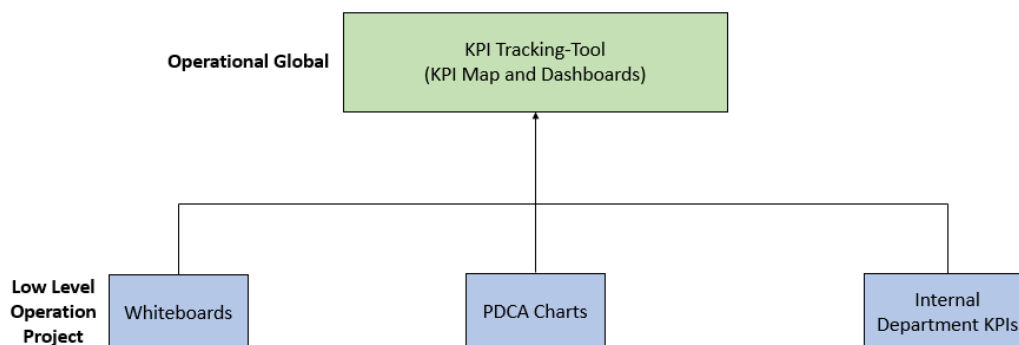 Operational Global
KPI Tracking-Tool
(KPI Map and Dashboards)
Low Level
Operation
Project
Whiteboards
PDCA Charts
Internal
Department KPIs